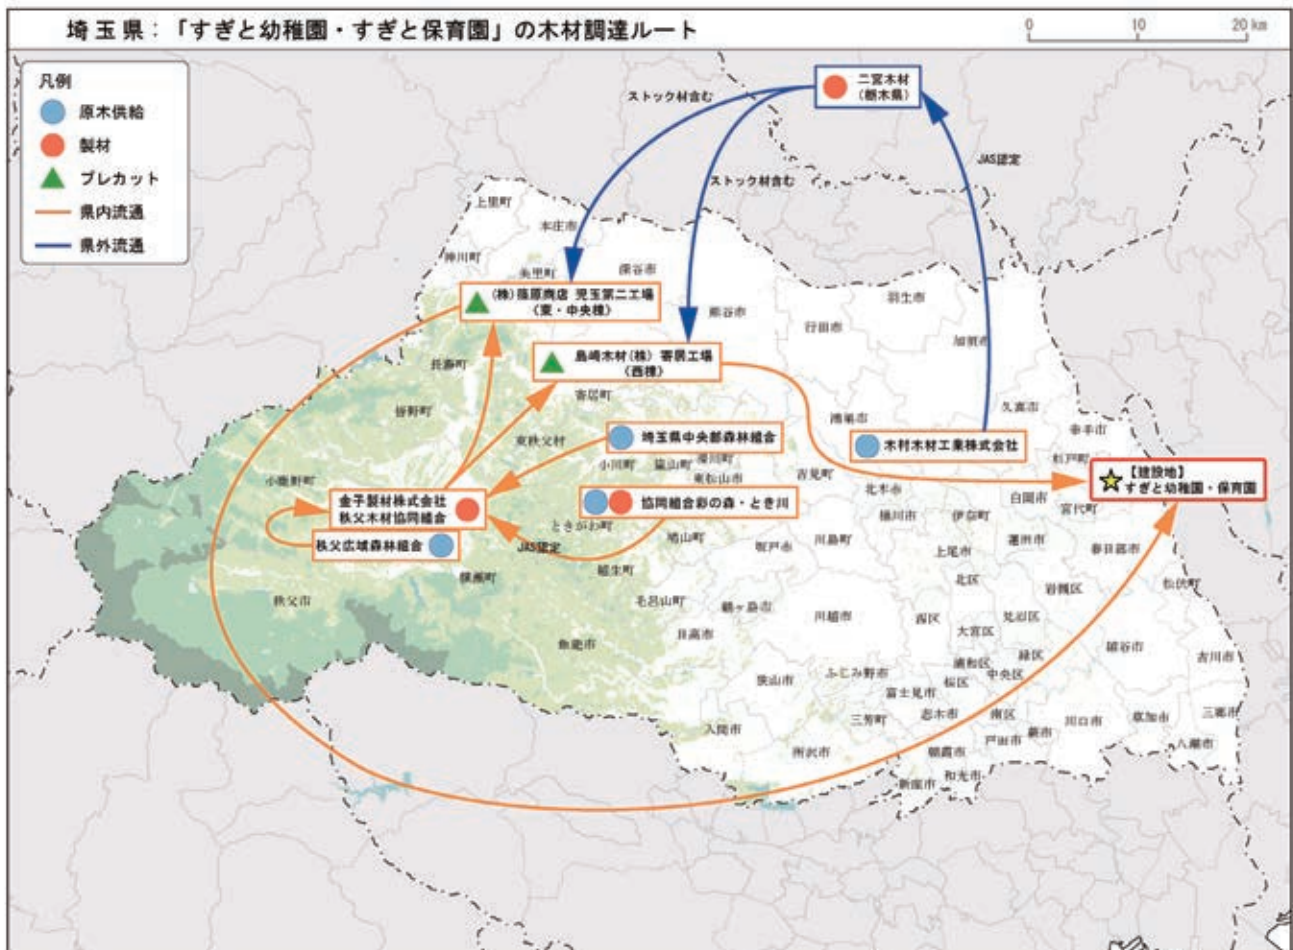 埼玉県：「すぎと幼稚園・すぎと保育園」の木材調達ルート
0 10 20 km
凡例
原木供給
製材
プレカット
県内流通
県外流通
二宮木材
（栃木県）
ストック材含む
JAS認定
ストック材含む
上里町
本庄市
神川町
美里町
深谷市
(株)篠原商店 児玉第二工場
（東・中央棟）
熊谷市
羽生市
行田市
加須市
島崎木材(株) 寄居工場
（西棟）
長瀞町
寄居町
皆野町
久喜市
鴻巣市
幸手市
東秩父村
埼玉県中央部森林組合
木村木材工業株式会社
小川町
嵐山町
滑川町
東松山市
吉見町
杉戸町
【建設地】
すぎと幼稚園・保育園
小鹿野町
金子製材株式会社
秩父木材協同組合
協同組合彩の森・とき川
北本市
白岡市
宮代町
桶川市
伊奈町
ときがわ町
秩父広域森林組合
JAS認定
鳩山町
坂戸市
川島町
上尾市
蓮田市
春日部市
横瀬町
越生町
北区
岩槻区
松伏町
秩父市
毛呂山町
鶴ヶ島市
川越市
西区
見沼区
大宮区
日高市
飯能市
緑区
越谷市
吉川市
浦和区
中央区
桜区
ふじみ野市
狭山市
富士見市
三芳町
志木市
南区
川口市
草加市
三郷市
入間市
蕨市
戸田市
八潮市
所沢市
朝霞市
和光市
新座市